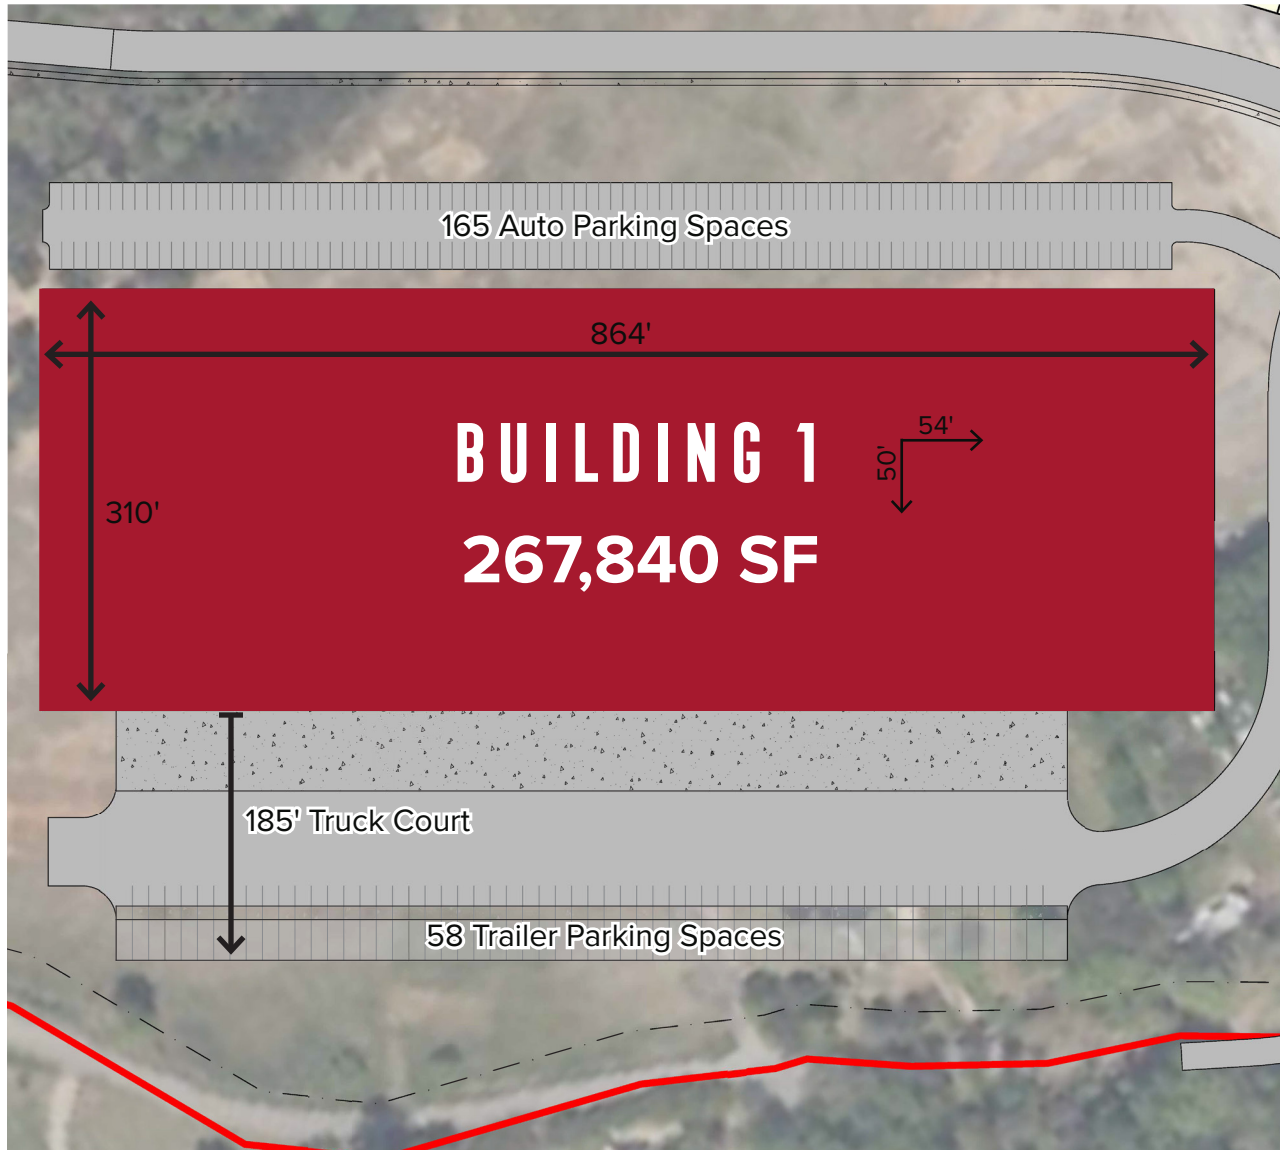 165 Auto Parking Spaces
864'
BUILDING 1
54'
50'
310'
267,840 SF
185' Truck Court
58 Trailer Parking Spaces